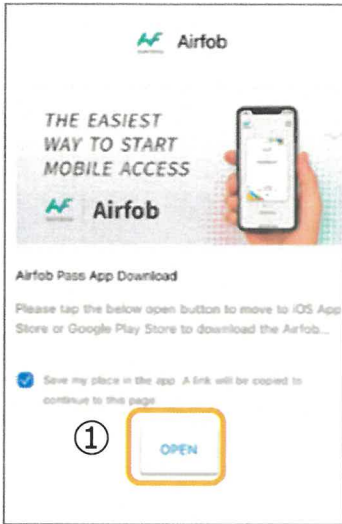 Airfob
THE EASIEST
WAY TO START
MOBILE ACCESS
Airfob
Airfob Pass App Download
Please tap the below open button to move to iOS App
Store or Google Play Store to download the Airfob...
Save my place in the app. A link will be copied to
continue to this page
①
OPEN